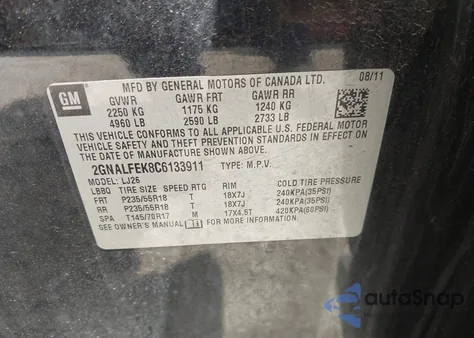 MFD BY GENERAL MOTORS OF CANADA LTD. 08/11
GM
GVWR GAWR FRT GAWR RR
2250 KG 1175 KG 1240 KG
4960 LB 2590 LB 2733 LB
THIS VEHICLE CONFORMS TO ALL APPLICABLE U.S. FEDERAL MOTOR
VEHICLE SAFETY AND THEFT PREVENTION STANDARDS IN EFFECT ON
THE DATE OF MANUFACTURE SHOWN ABOVE.
2GNALFEK8C6133911 TYPE: M.P.V.
MODEL: LJ26
LBBQ TIRE SIZE SPEED RTG RIM COLD TIRE PRESSURE
FRT P235/55R18 T 18X7J 240KPA(35PSI)
RR P235/55R18 T 18X7J 240KPA(35PSI)
SPA T145/70R17 M 17X4.5T 420KPA(60PSI)
SEE OWNER'S MANUAL FOR MORE INFORMATION.
autoSnap